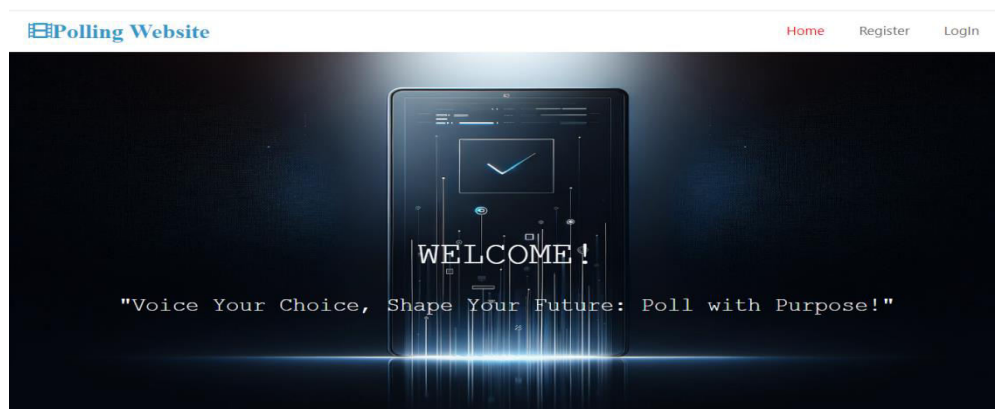 Polling Website
Home Register LogIn
WELCOME!
"Voice Your Choice, Shape Your Future: Poll with Purpose!"